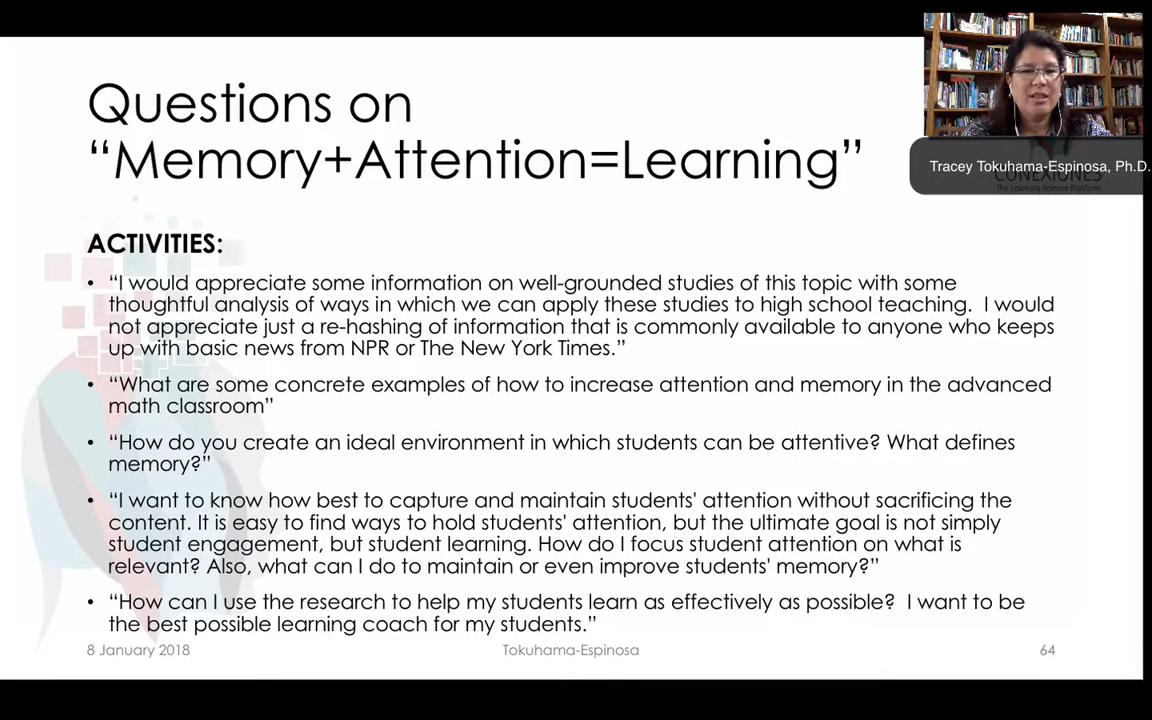 Questions on
“Memory+Attention=Learning”
Tracey Tokuhama-Espinosa, Ph.D.
CONEXIONES
The Learning Science Platform
ACTIVITIES:
• “I would appreciate some information on well-grounded studies of this topic with some
thoughtful analysis of ways in which we can apply these studies to high school teaching.  I would
not appreciate just a re-hashing of information that is commonly available to anyone who keeps
up with basic news from NPR or The New York Times.”
• “What are some concrete examples of how to increase attention and memory in the advanced
math classroom”
• “How do you create an ideal environment in which students can be attentive? What defines
memory?”
• “I want to know how best to capture and maintain students' attention without sacrificing the
content. It is easy to find ways to hold students' attention, but the ultimate goal is not simply
student engagement, but student learning. How do I focus student attention on what is
relevant? Also, what can I do to maintain or even improve students' memory?”
• “How can I use the research to help my students learn as effectively as possible?  I want to be
the best possible learning coach for my students.”
8 January 2018
Tokuhama-Espinosa
64